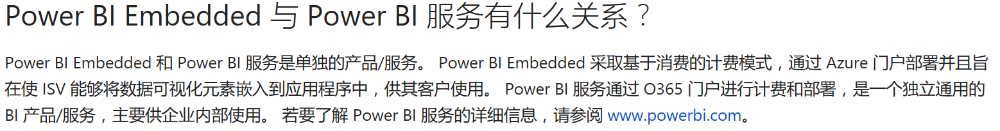 Power BI Embedded 与 Power BI 服务有什么关系？
Power BI Embedded 和 Power BI 服务是单独的产品/服务。 Power BI Embedded 采取基于消费的计费模式，通过 Azure 门户部署并且旨
在使 ISV 能够将数据可视化元素嵌入到应用程序中，供其客户使用。 Power BI 服务通过 O365 门户进行计费和部署，是一个独立通用的
BI 产品/服务，主要供企业内部使用。 若要了解 Power BI 服务的详细信息，请参阅 www.powerbi.com。